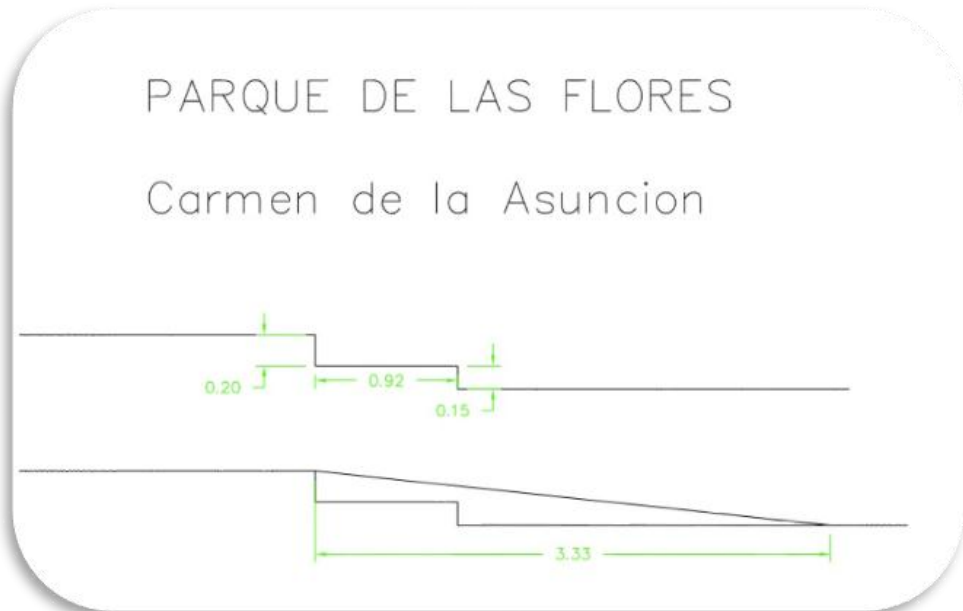 PARQUE DE LAS FLORES
Carmen de la Asuncion
0.20
0.92
0.15
3.33